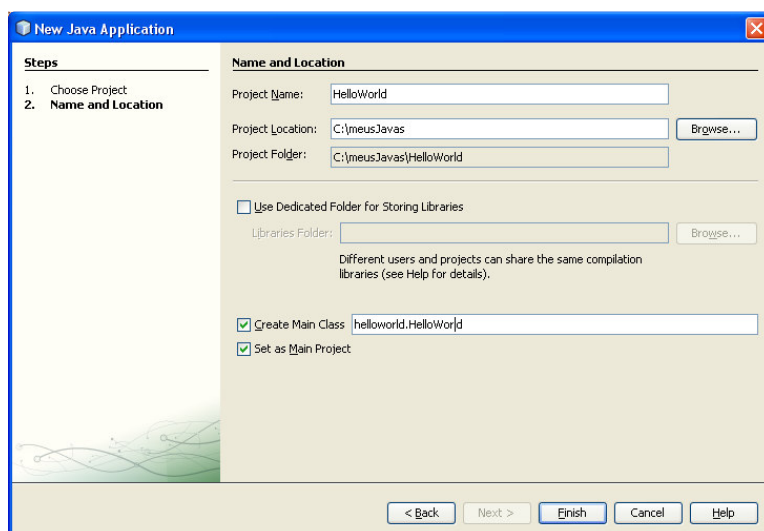 New Java Application
Steps
1. Choose Project
2. Name and Location
Name and Location
Project Name: HelloWorld
Project Location: C:\meusJavas Browse...
Project Folder: C:\meusJavas\HelloWorld
Use Dedicated Folder for Storing Libraries
Libraries Folder: Browse...
Different users and projects can share the same compilation
libraries (see Help for details).
Create Main Class helloworld.HelloWorld
Set as Main Project
< Back Next > Finish Cancel Help